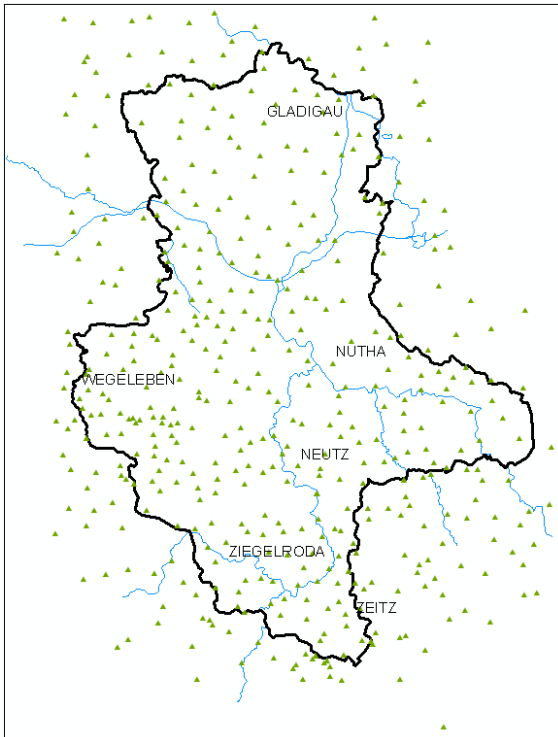 GLADIGAU
NUTHA
WEGELEBEN
NEUTZ
ZIEGELRODA
ZEITZ